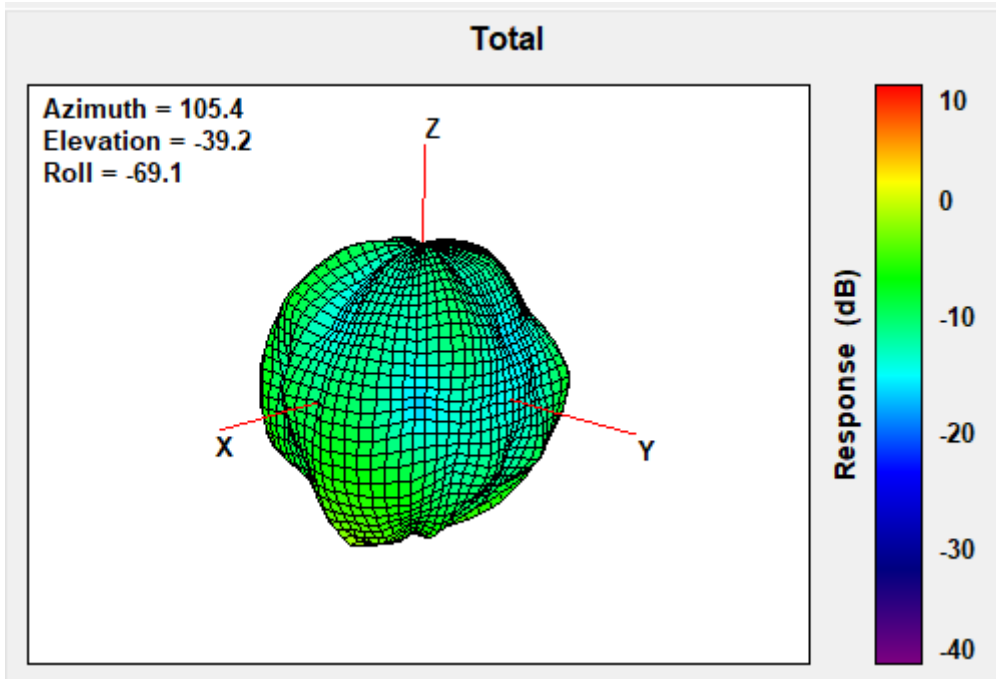 Total
Azimuth = 105.4
Elevation = -39.2
Roll = -69.1
Z
X
Y
10
0
-10
-20
-30
-40
Response (dB)